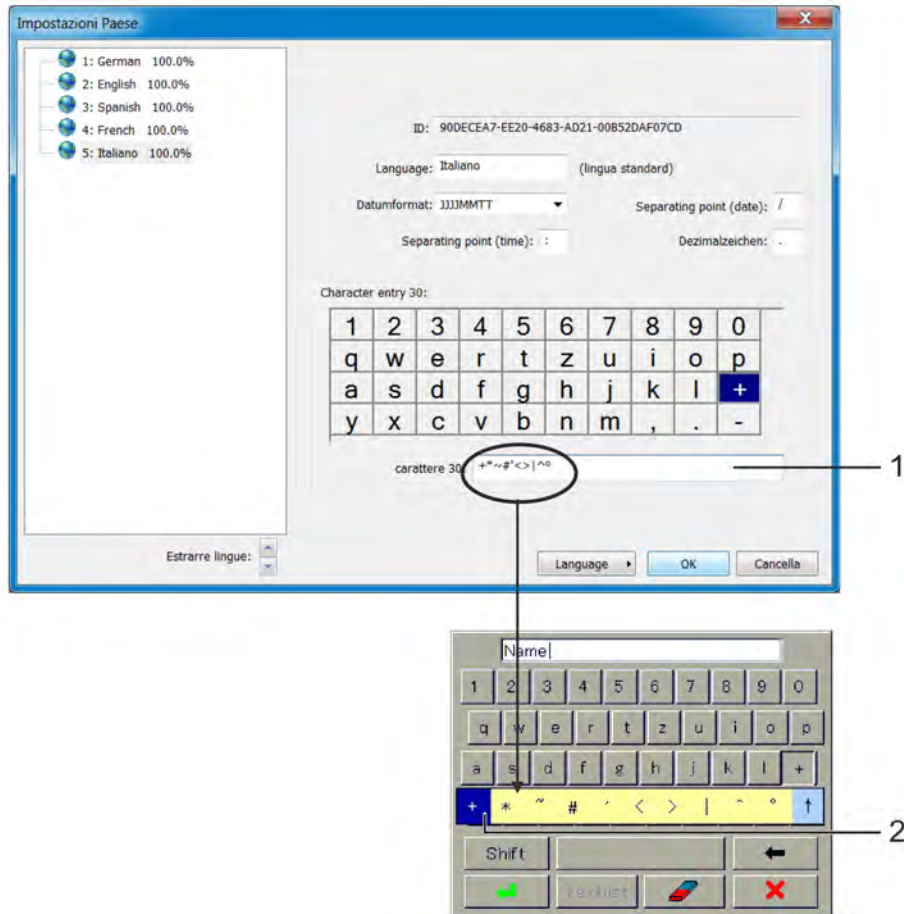 Impostazioni Paese
1: German 100.0%
2: English 100.0%
3: Spanish 100.0%
4: French 100.0%
5: Italiano 100.0%
ID: 90DECEA7-EE20-4683-AD21-00B52DAF07CD
Language: Italiano (lingua standard)
Datumformat: JJJJMMTT Separating point (date): /
Separating point (time): : Dezimalzeichen: .
Character entry 30:
1 2 3 4 5 6 7 8 9 0
q w e r t z u i o p
a s d f g h j k l +
y x c v b n m , . -
carattere 30: +*~#'<>|^°
1
Estrarre lingue:
Language OK Cancella
Name
1 2 3 4 5 6 7 8 9 0
q w e r t z u i o p
a s d f g h j k l +
+ * ~ # ' < > | ^ ° ↑
2
Shift ←